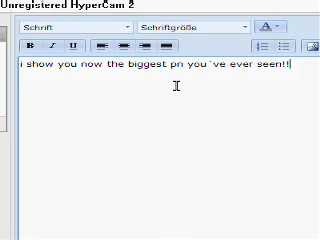 Unregistered HyperCam 2
Schrift Schriftgröße A
B I U
i show you now the biggest pn you`ve ever seen!!